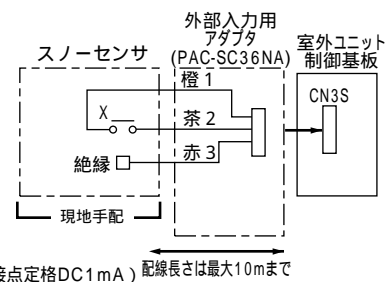 外部入力用
アダプタ
(PAC-SC36NA)
スノーセンサ
室外ユニット
制御基板
橙 1
CN3S
X
茶 2
赤 3
絶縁
現地手配
接点定格DC1mA)
配線長さは最大10mまで